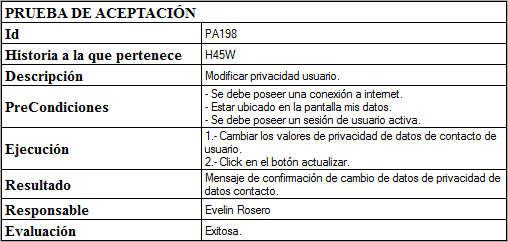 PRUEBA DE ACEPTACIÓN
Id PA198
Historia a la que pertenece H45W
Descripción Modificar privacidad usuario.
PreCondiciones - Se debe poseer una conexión a internet.
- Estar ubicado en la pantalla mis datos.
- Se debe poseer un sesión de usuario activa.
Ejecución 1.- Cambiar los valores de privacidad de datos de contacto de
usuario.
2.- Click en el botón actualizar.
Resultado Mensaje de confirmación de cambio de datos de privacidad de
datos contacto.
Responsable Evelin Rosero
Evaluación Exitosa.